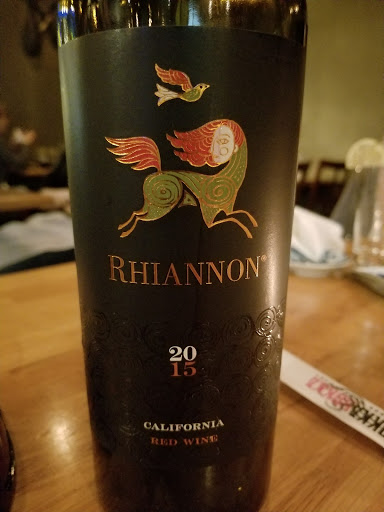 RHIANNON®
20
15
CALIFORNIA
RED WINE